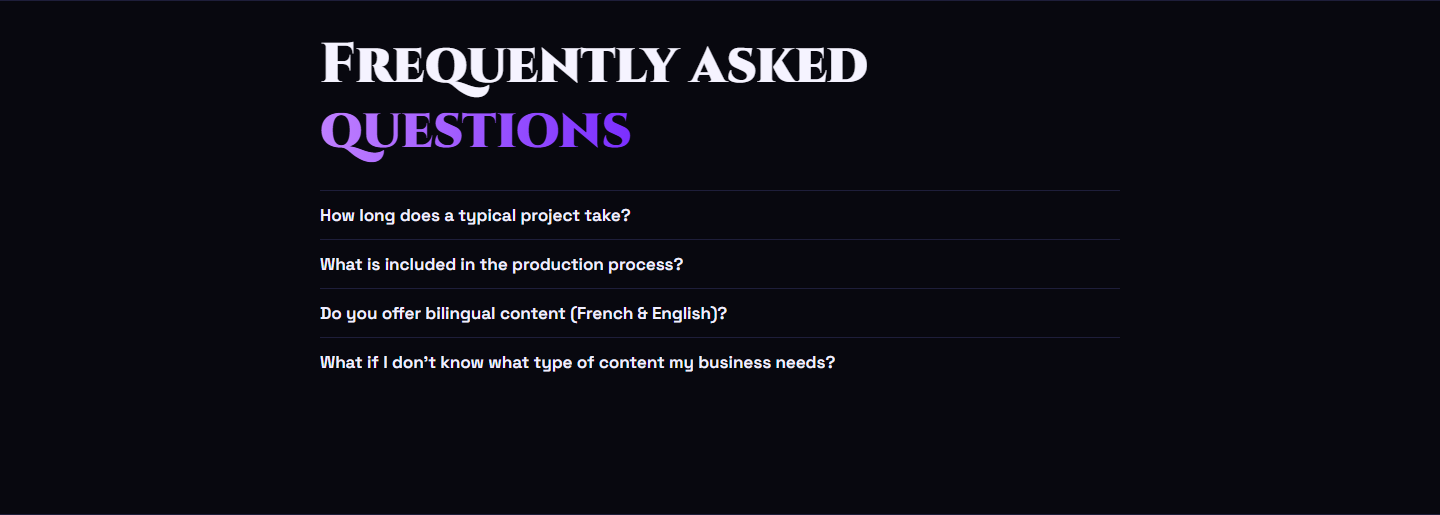 Frequently asked
questions
How long does a typical project take?
What is included in the production process?
Do you offer bilingual content (French & English)?
What if I don’t know what type of content my business needs?